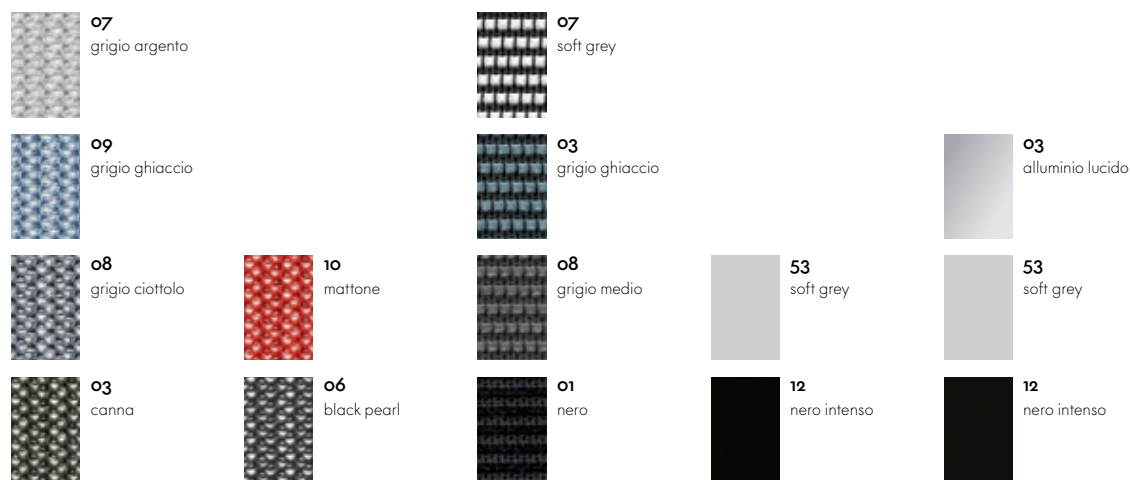 07
grigio argento
07
soft grey
09
grigio ghiaccio
03
grigio ghiaccio
03
alluminio lucido
08
grigio ciottolo
10
mattone
08
grigio medio
53
soft grey
53
soft grey
03
canna
06
black pearl
01
nero
12
nero intenso
12
nero intenso